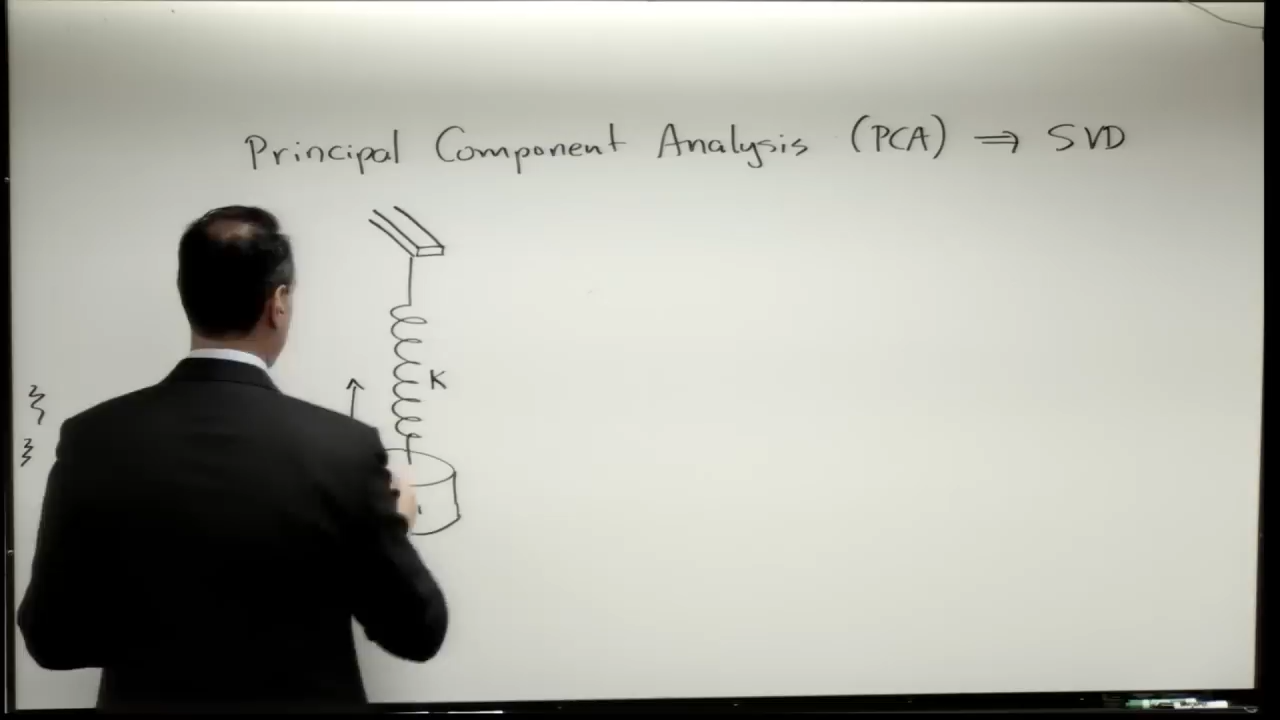 Principal Component Analysis (PCA) ⇒ SVD
K